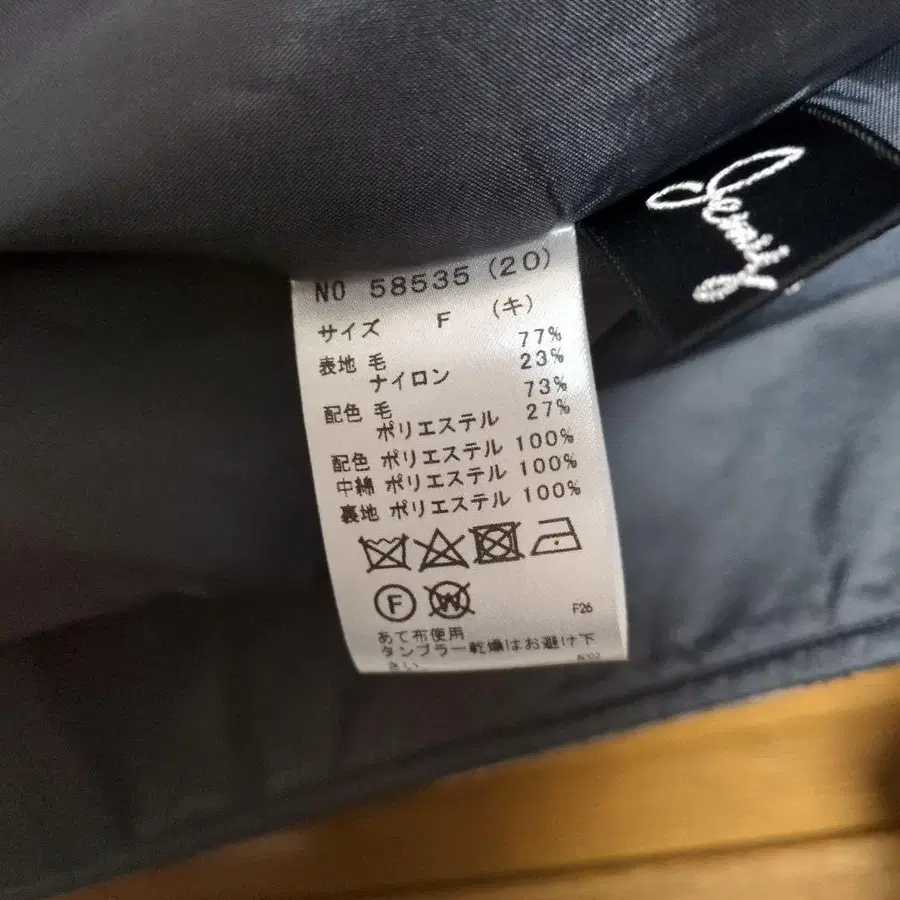 NO 58535 (20)
サイズ F (キ)
表地 毛 77%
ナイロン 23%
配色 毛 73%
ポリエステル 27%
配色 ポリエステル 100%
中綿 ポリエステル 100%
裏地 ポリエステル 100%
F W
F26
あて布使用
タンブラー乾燥はお避け下
さい